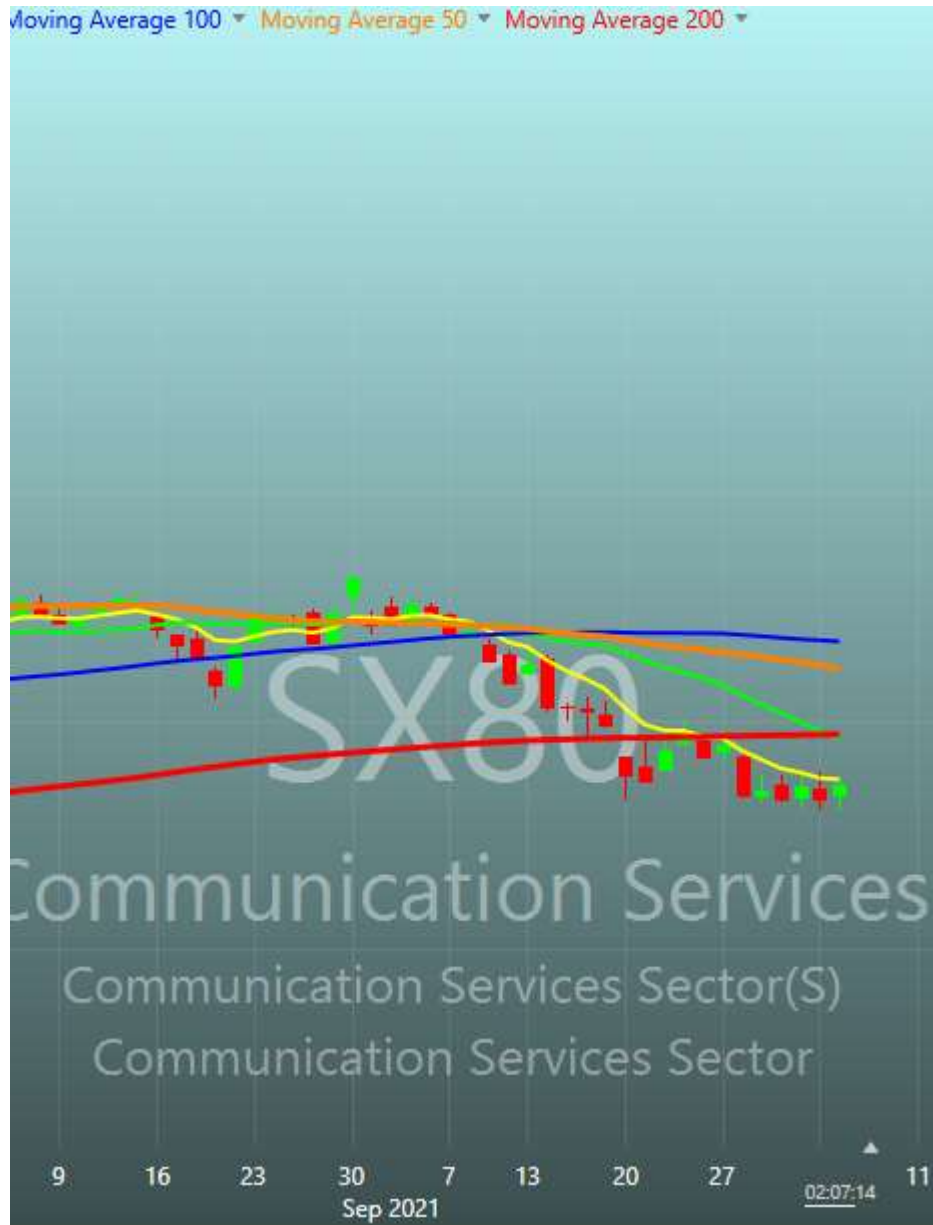 Moving Average 100 Moving Average 50 Moving Average 200
SX80
Communication Services
Communication Services Sector(S)
Communication Services Sector
9 16 23 30 7 13 20 27 11
Sep 2021
02:07:14